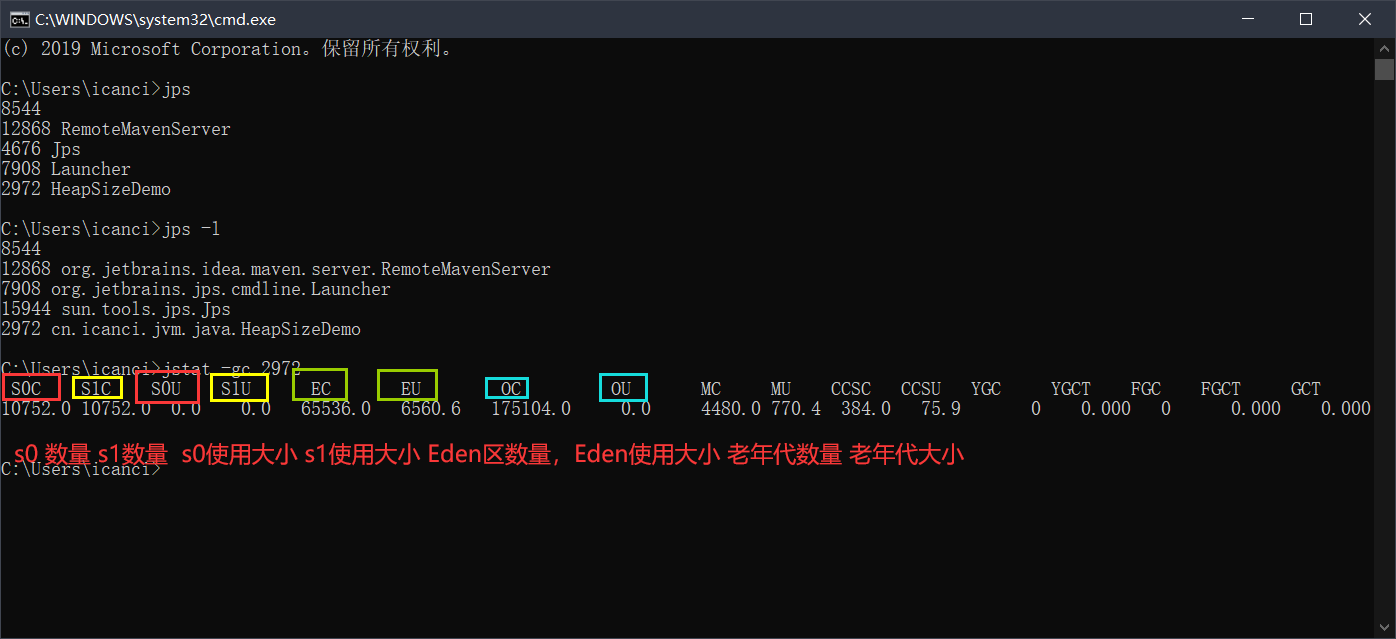 C:\WINDOWS\system32\cmd.exe
(c) 2019 Microsoft Corporation。保留所有权利。
C:\Users\icanci>jps
8544
12868 RemoteMavenServer
4676 Jps
7908 Launcher
2972 HeapSizeDemo
C:\Users\icanci>jps -l
8544
12868 org.jetbrains.idea.maven.server.RemoteMavenServer
7908 org.jetbrains.jps.cmdline.Launcher
15944 sun.tools.jps.Jps
2972 cn.icanci.jvm.java.HeapSizeDemo
C:\Users\icanci>jstat -gc 2972
S0C S1C S0U S1U EC EU OC OU MC MU CCSC CCSU YGC YGCT FGC FGCT GCT
10752.0 10752.0 0.0 0.0 65536.0 6560.6 175104.0 0.0 4480.0 770.4 384.0 75.9 0 0.000 0 0.000 0.000
s0 数量 s1数量 s0使用大小 s1使用大小 Eden区数量，Eden使用大小 老年代数量 老年代大小
C:\Users\icanci>